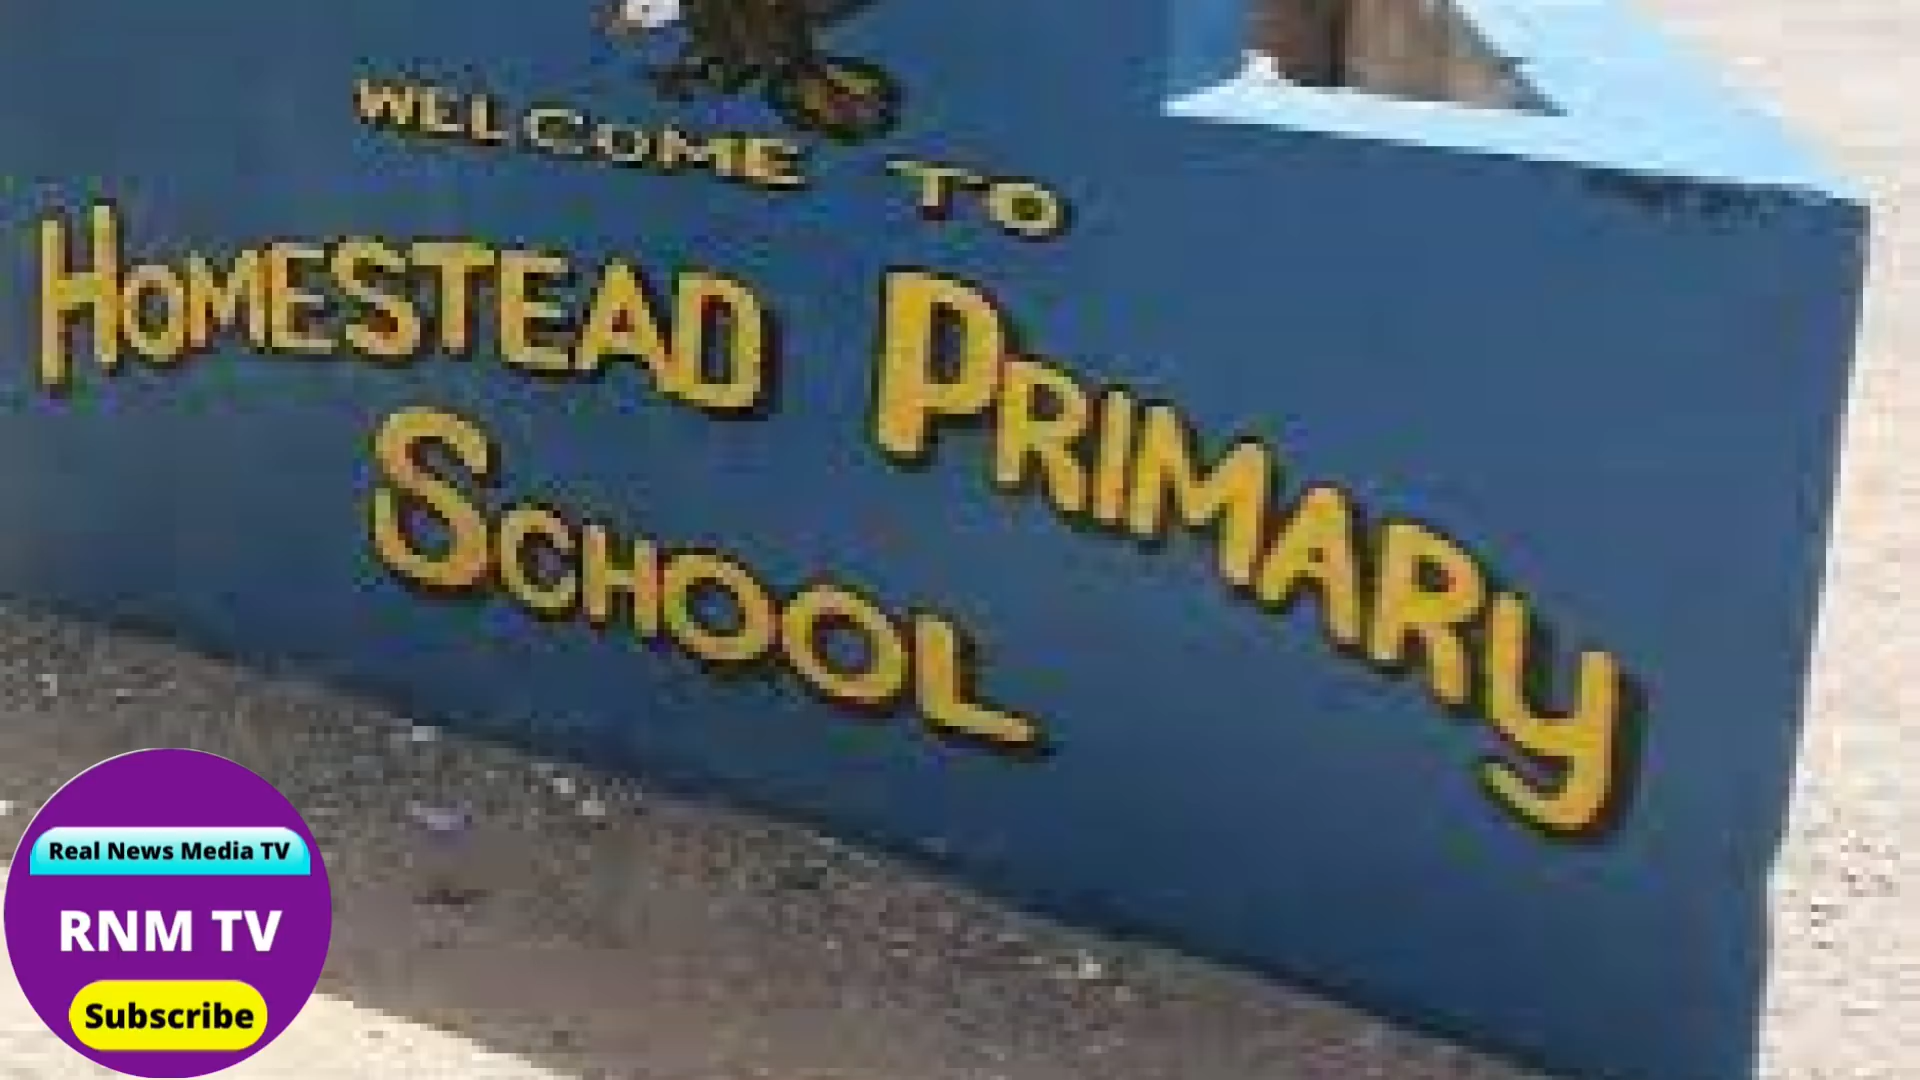 WELCOME TO
HOMESTEAD PRIMARY
SCHOOL
Real News Media TV
RNM TV
Subscribe